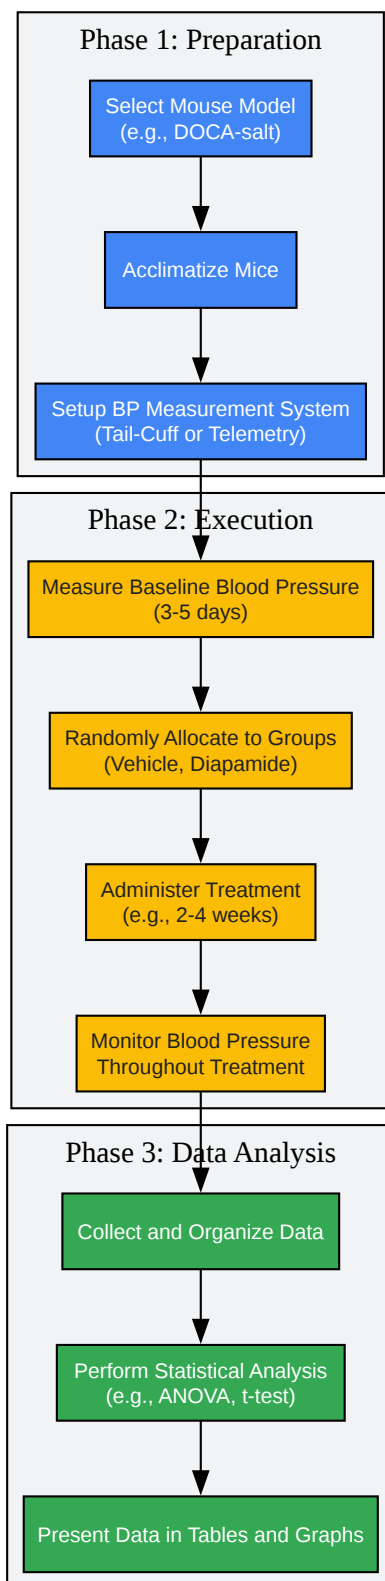 Phase 1: Preparation
Select Mouse Model
(e.g., DOCA-salt)
Acclimatize Mice
Setup BP Measurement System
(Tail-Cuff or Telemetry)
Phase 2: Execution
Measure Baseline Blood Pressure
(3-5 days)
Randomly Allocate to Groups
(Vehicle, Diapamide)
Administer Treatment
(e.g., 2-4 weeks)
Monitor Blood Pressure
Throughout Treatment
Phase 3: Data Analysis
Collect and Organize Data
Perform Statistical Analysis
(e.g., ANOVA, t-test)
Present Data in Tables and Graphs